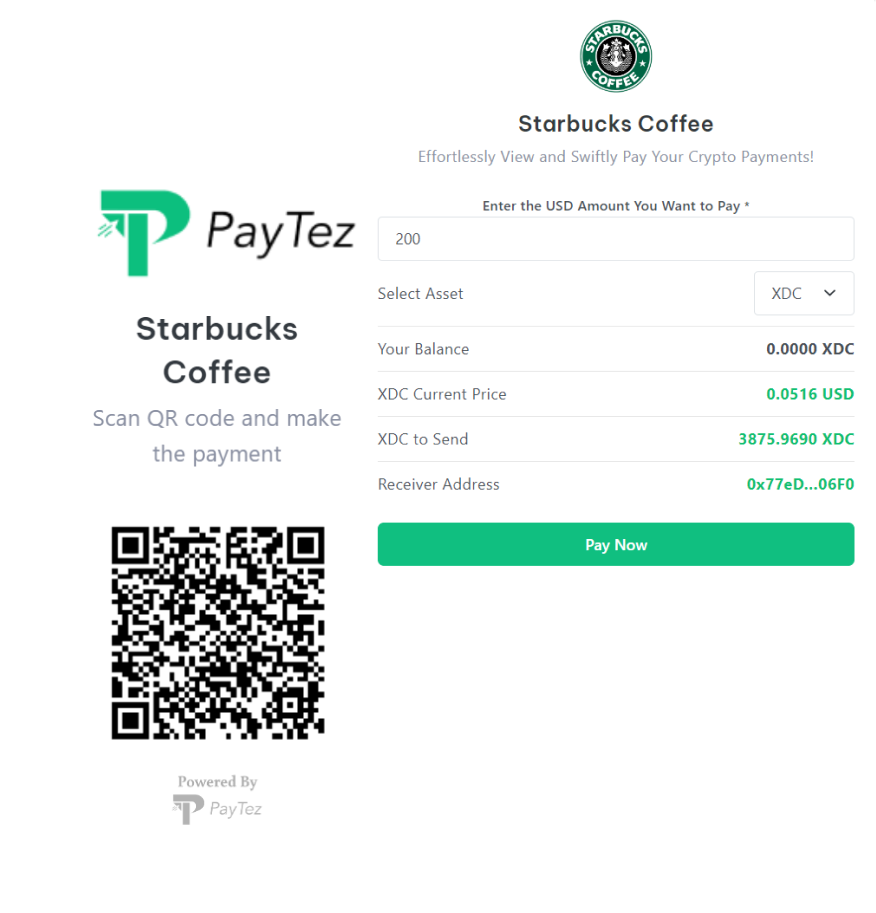 PayTez
Starbucks
Coffee
Scan QR code and make
the payment
Powered By
PayTez
STARBUCKS
COFFEE
Starbucks Coffee
Effortlessly View and Swiftly Pay Your Crypto Payments!
Enter the USD Amount You Want to Pay *
200
Select Asset XDC
Your Balance 0.0000 XDC
XDC Current Price 0.0516 USD
XDC to Send 3875.9690 XDC
Receiver Address 0x77eD...06F0
Pay Now